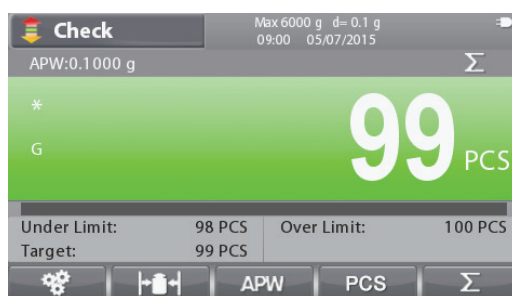 Check
Max 6000 g d= 0.1 g
09:00 05/07/2015
APW:0.1000 g Σ
*
G
99 PCS
Under Limit: 98 PCS Over Limit: 100 PCS
Target: 99 PCS
APW PCS Σ